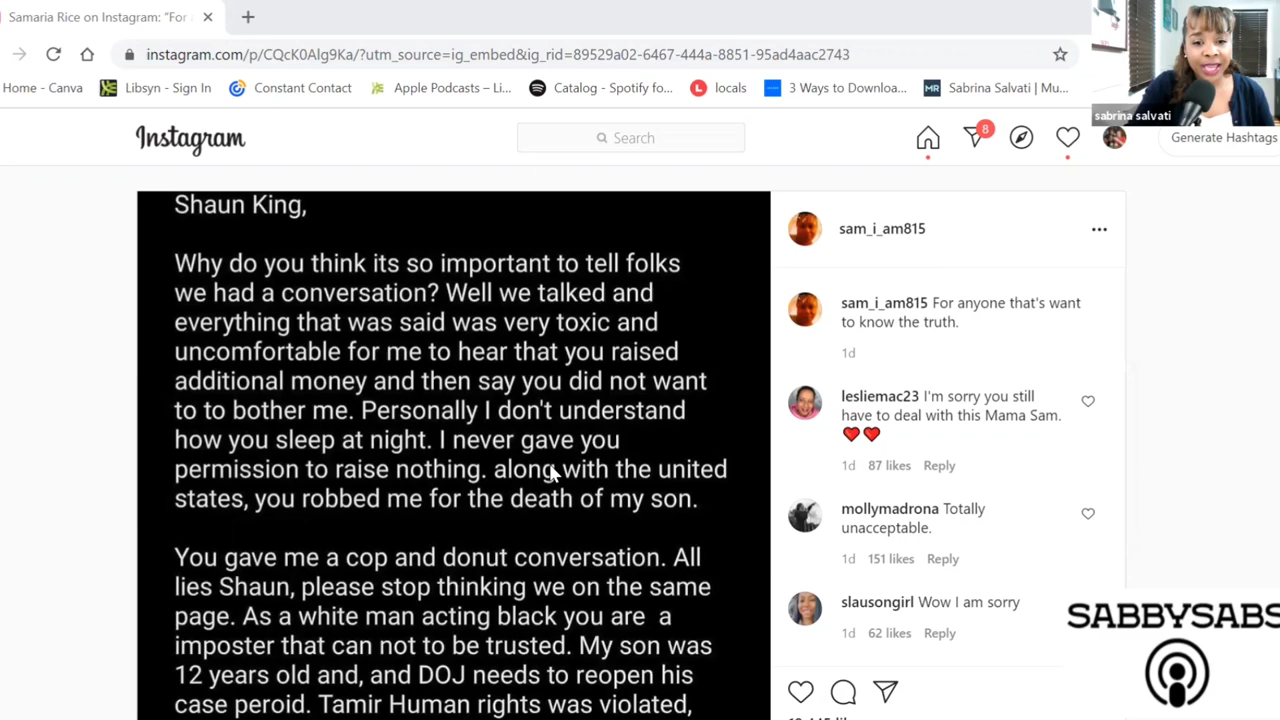 Samaria Rice on Instagram: "For
instagram.com/p/CQcK0Alg9Ka/?utm_source=ig_embed&ig_rid=89529a02-6467-444a-8851-95ad4aac2743
Home - Canva
Libsyn - Sign In
Constant Contact
Apple Podcasts – Li...
Catalog - Spotify fo...
locals
3 Ways to Downloa...
MR Sabrina Salvati | Mu...
sabrina salvati
Instagram
Search
8
Generate Hashtags
Shaun King,
Why do you think its so important to tell folks
we had a conversation? Well we talked and
everything that was said was very toxic and
uncomfortable for me to hear that you raised
additional money and then say you did not want
to to bother me. Personally I don't understand
how you sleep at night. I never gave you
permission to raise nothing. along with the united
states, you robbed me for the death of my son.
You gave me a cop and donut conversation. All
lies Shaun, please stop thinking we on the same
page. As a white man acting black you are a
imposter that can not to be trusted. My son was
12 years old and, and DOJ needs to reopen his
case peroid. Tamir Human rights was violated,
sam_i_am815
sam_i_am815 For anyone that's want
to know the truth.
1d
lesliemac23 I'm sorry you still
have to deal with this Mama Sam.
❤️❤️
1d 87 likes Reply
mollymadrona Totally
unacceptable.
1d 151 likes Reply
slausongirl Wow I am sorry
1d 62 likes Reply
SABBYSABS